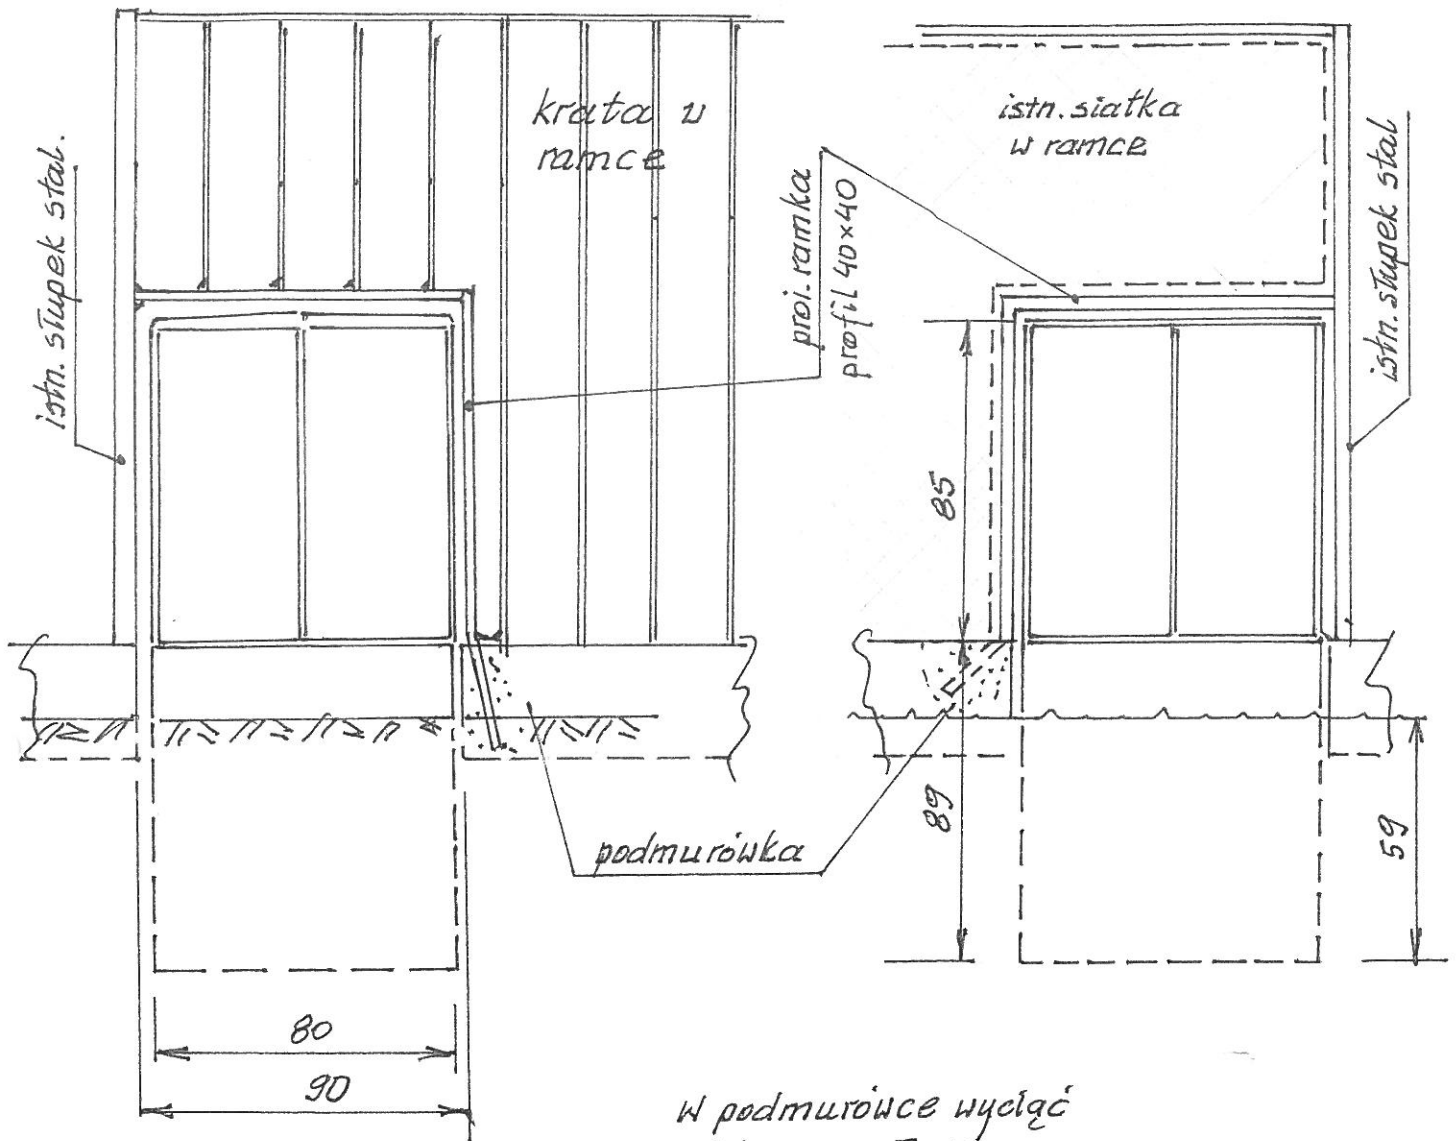 krata w
ramce
istn. siatka
w ramce
istn. słupek stal.
proj. ramka
profil 40×40
istn. słupek stal
85
89
59
podmurówka
80
90
w podmurówce wyciąć